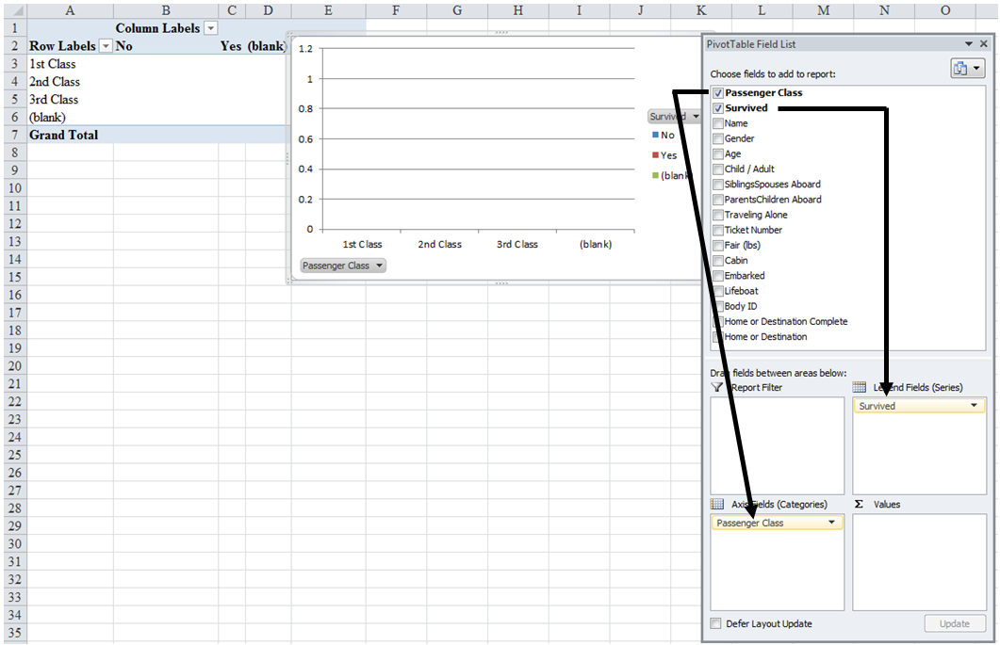 A B C D E F G H I J K L M N O
1 Column Labels
2 Row Labels No Yes (blank)
3 1st Class
4 2nd Class
5 3rd Class
6 (blank)
7 Grand Total
8
9
10
11
12
13
14
15
16
17
18
19
20
21
22
23
24
25
26
27
28
29
30
31
32
33
34
35
1.2
1
0.8
0.6
0.4
0.2
0
1st Class 2nd Class 3rd Class (blank)
Passenger Class
Survived
No
Yes
(blank)
PivotTable Field List
Choose fields to add to report:
Passenger Class
Survived
Name
Gender
Age
Child / Adult
SiblingsSpouses Aboard
ParentsChildren Aboard
Traveling Alone
Ticket Number
Fair (lbs)
Cabin
Embarked
Lifeboat
Body ID
Home or Destination Complete
Home or Destination
Drag fields between areas below:
Report Filter
Legend Fields (Series)
Survived
Axis Fields (Categories)
Σ Values
Passenger Class
Defer Layout Update
Update